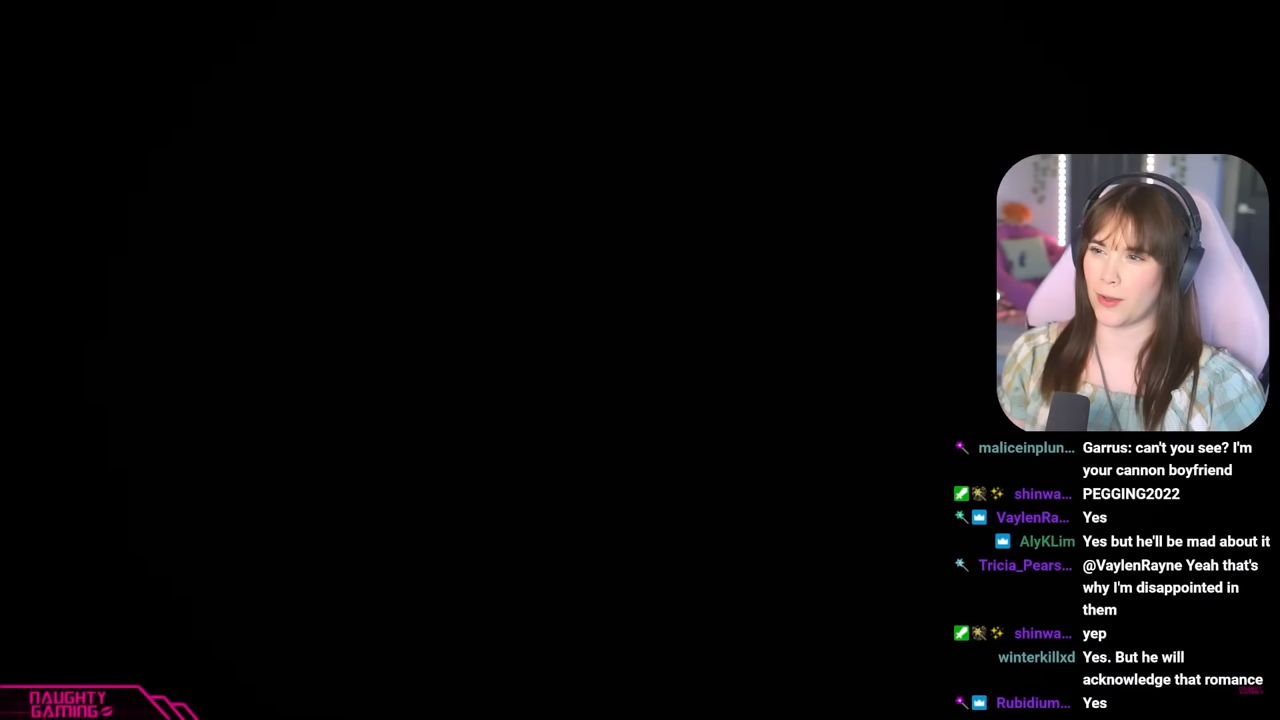 maliceinplun... Garrus: can't you see? I'm
your cannon boyfriend
shinwa... PEGGING2022
VaylenRa... Yes
AlyKLim Yes but he'll be mad about it
Tricia_Pears... @VaylenRayne Yeah that's
why I'm disappointed in
them
shinwa... yep
winterkillxd Yes. But he will
acknowledge that romance
Rubidium... Yes
NAUGHTY
GAMING